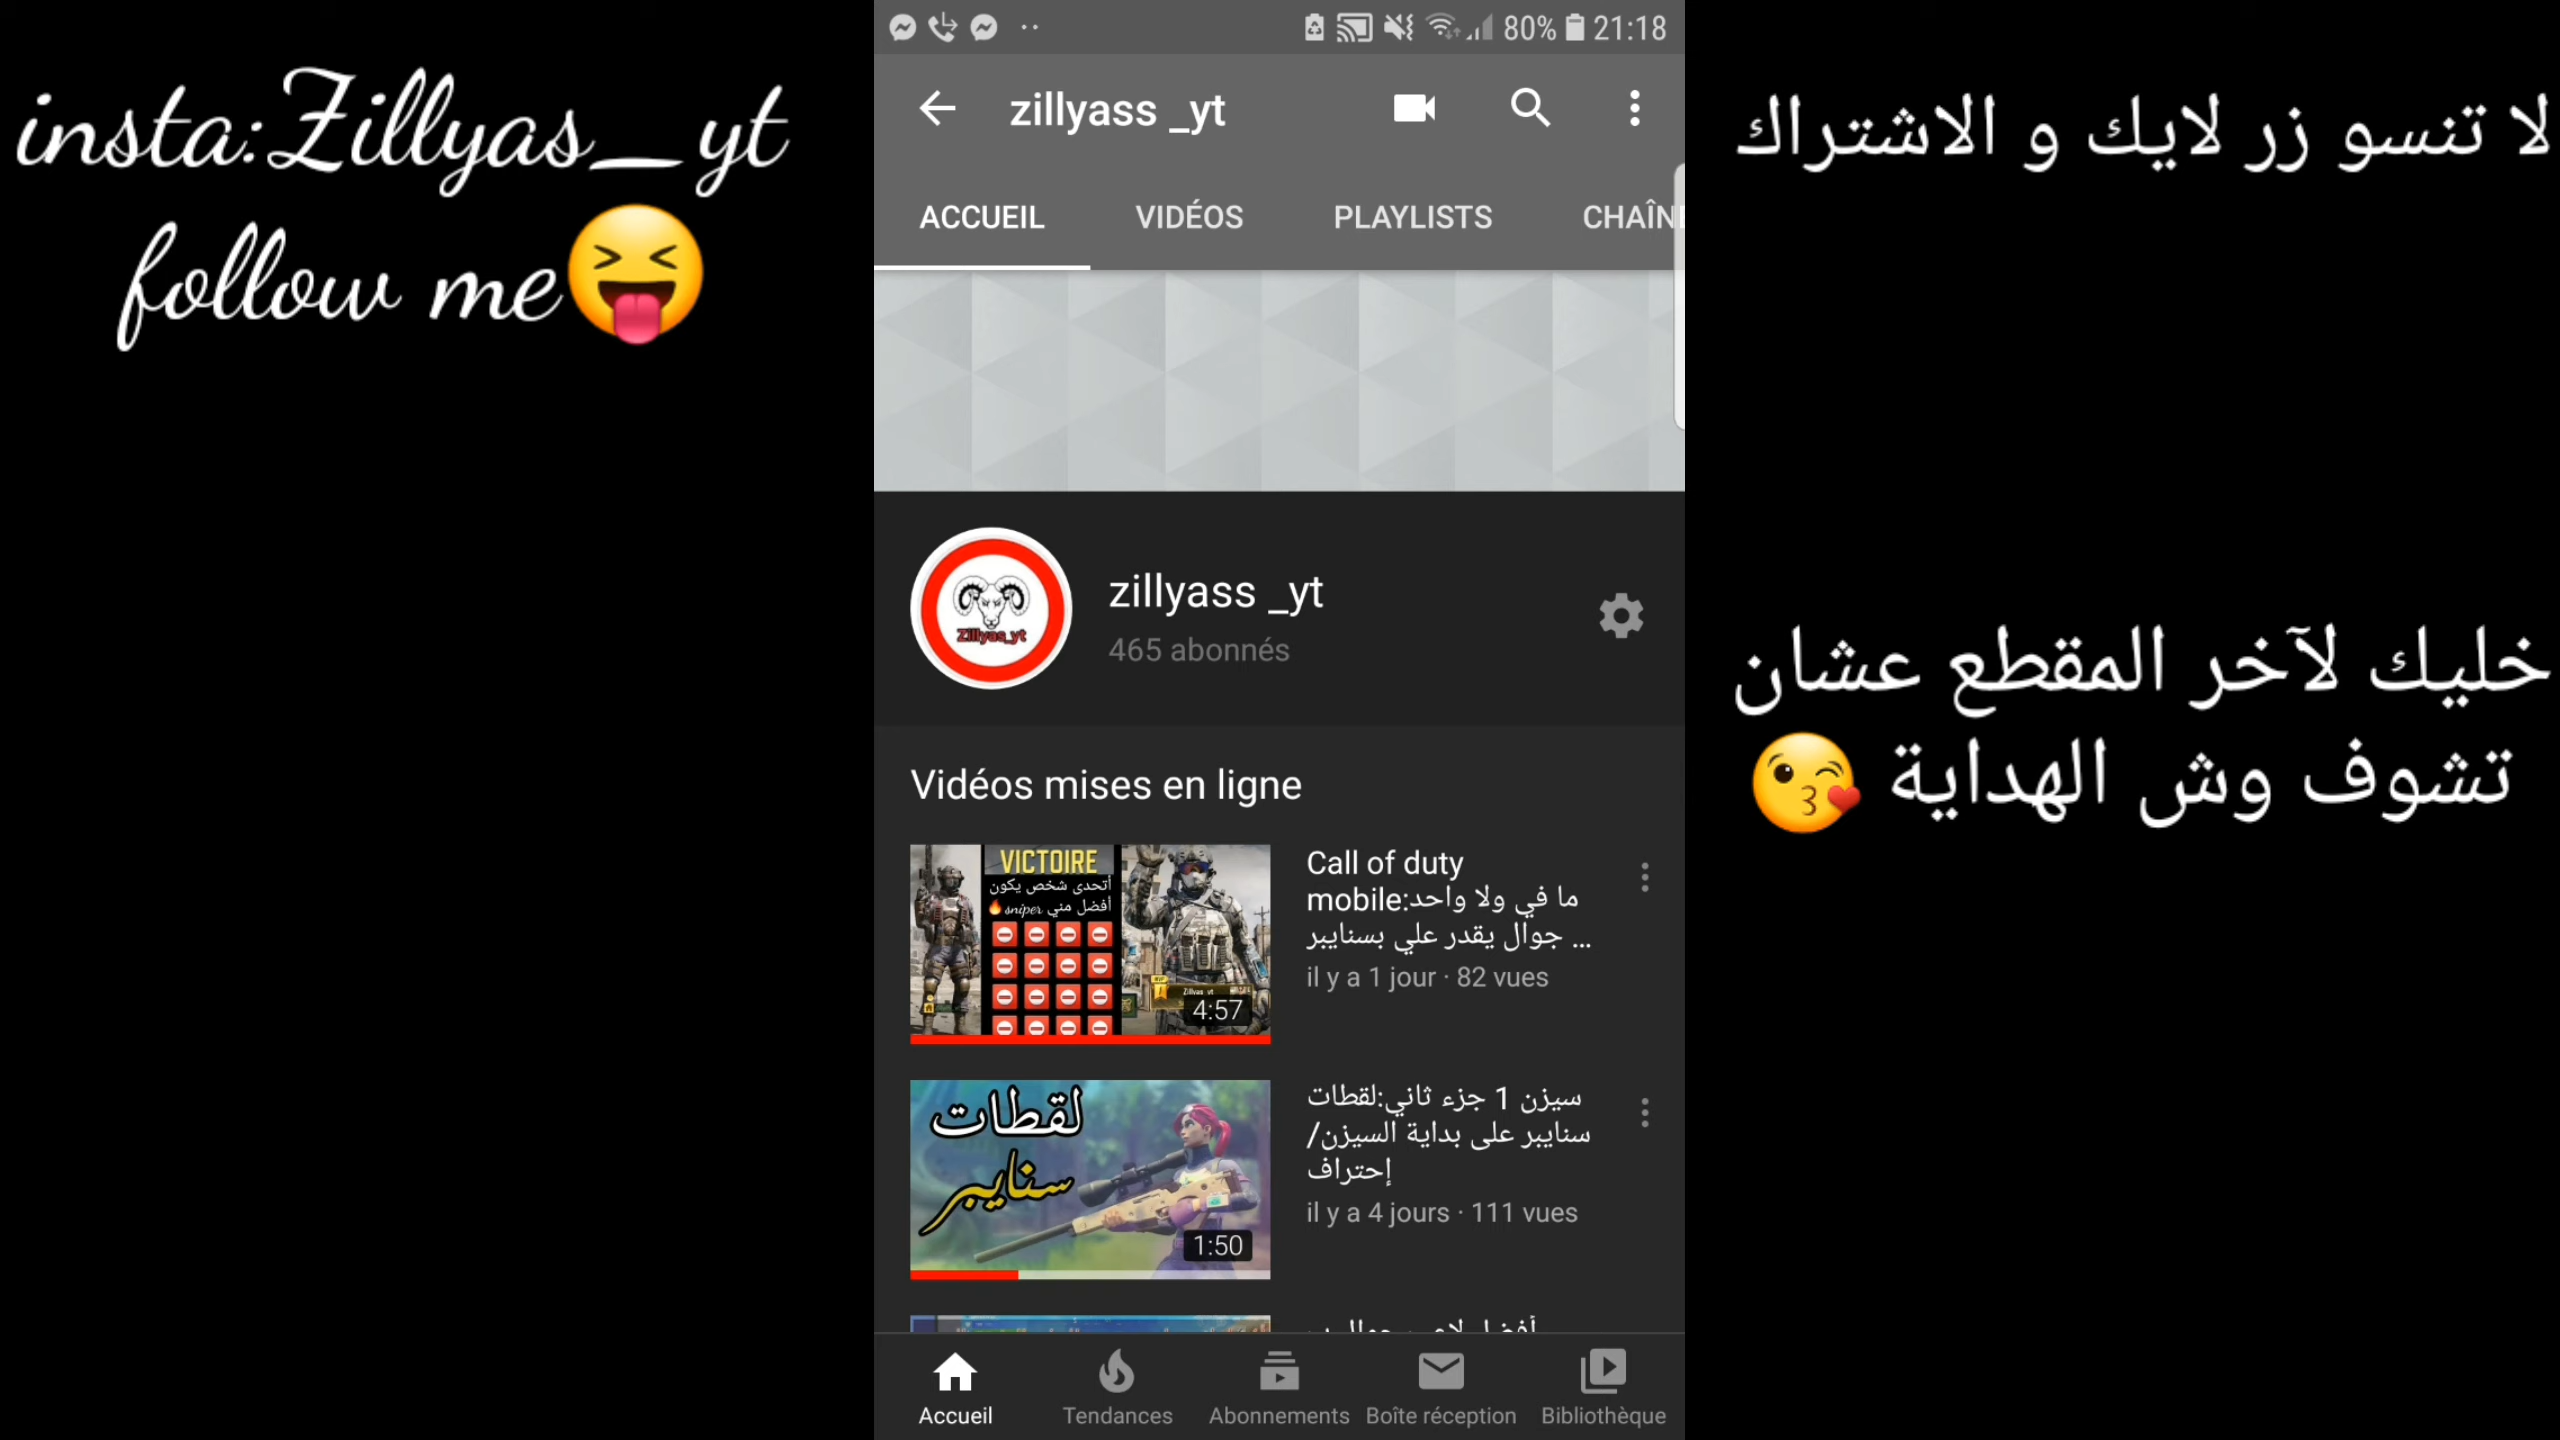 insta:Zillyas_yt
follow me😝
80% 21:18
zillyass _yt
ACCUEIL VIDÉOS PLAYLISTS CHAÎNE
لا تنسو زر لايك و الاشتراك
Zillyas_yt
zillyass _yt
465 abonnés
خليك لآخر المقطع عشان
تشوف وش الهداية 😘
Vidéos mises en ligne
VICTOIRE
أتحدى شخص يكون
أفضل مني sniper🔥
Zillyas_yt
4:57
Call of duty
mobile:ما في ولا واحد
جوال يقدر علي بسنايبر ...
il y a 1 jour · 82 vues
لقطات
سنايبر
1:50
سيزن 1 جزء ثاني:لقطات
سنايبر على بداية السيزن/
إحتراف
il y a 4 jours · 111 vues
Accueil Tendances Abonnements Boîte réception Bibliothèque